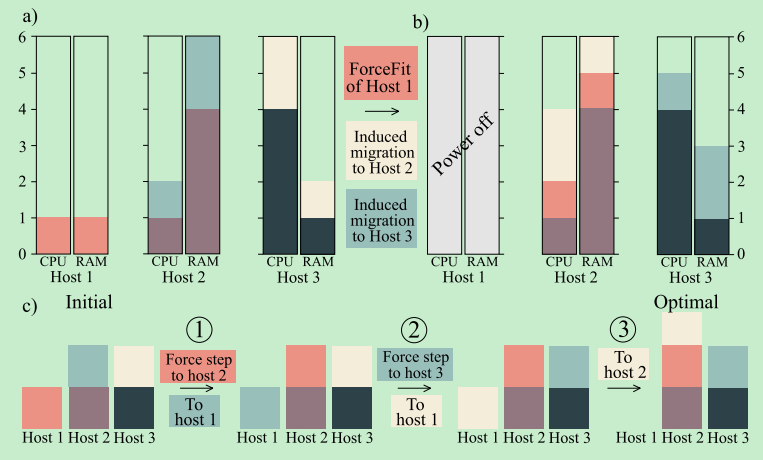 a)
b)
6
5
4
3
2
1
0
CPU RAM
Host 1
CPU RAM
Host 2
CPU RAM
Host 3
ForceFit
of Host 1
Induced
migration
to Host 2
Induced
migration
to Host 3
Power off
CPU RAM
Host 1
CPU RAM
Host 2
CPU RAM
Host 3
6
5
4
3
2
1
0
c)
Initial
Optimal
1
Force step
to host 2
To
host 1
2
Force step
to host 3
To
host 1
3
To
host 2
Host 1 Host 2 Host 3
Host 1 Host 2 Host 3
Host 1 Host 2 Host 3
Host 1 Host 2 Host 3